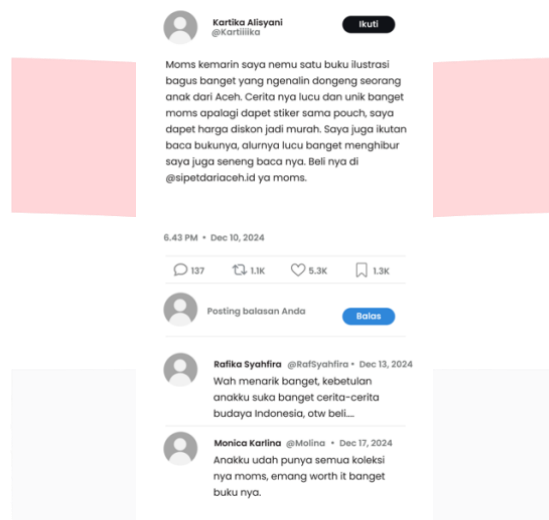 Kartika Alisyani
@Kartiiiika
Ikuti
Moms kemarin saya nemu satu buku ilustrasi
bagus banget yang ngenalin dongeng seorang
anak dari Aceh. Cerita nya lucu dan unik banget
moms apalagi dapet stiker sama pouch, saya
dapet harga diskon jadi murah. Saya juga ikutan
baca bukunya, alurnya lucu banget menghibur
saya juga seneng baca nya. Beli nya di
@sipetdariaceh.id ya moms.
6.43 PM • Dec 10, 2024
137 1.1K 5.3K 1.3K
Posting balasan Anda
Balas
Rafika Syahfira @RafSyahfira • Dec 13, 2024
Wah menarik banget, kebetulan
anakku suka banget cerita-cerita
budaya Indonesia, otw beli....
Monica Karlina @Molina • Dec 17, 2024
Anakku udah punya semua koleksi
nya moms, emang worth it banget
buku nya.